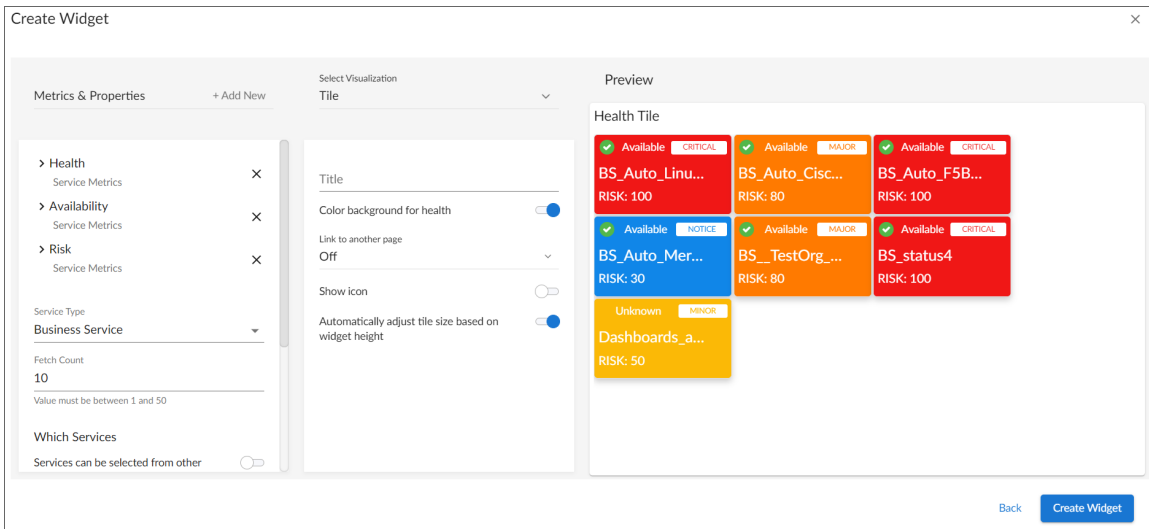 Create Widget
Metrics & Properties
+ Add New
Health
Service Metrics
Availability
Service Metrics
Risk
Service Metrics
Service Type
Business Service
Fetch Count
10
Value must be between 1 and 50
Which Services
Services can be selected from other
Select Visualization
Tile
Title
Color background for health
Link to another page
Off
Show icon
Automatically adjust tile size based on
widget height
Preview
Health Tile
Available CRITICAL
BS_Auto_Linu...
RISK: 100
Available MAJOR
BS_Auto_Cisc...
RISK: 80
Available CRITICAL
BS_Auto_F5B...
RISK: 100
Available NOTICE
BS_Auto_Mer...
RISK: 30
Available MAJOR
BS__TestOrg_...
RISK: 80
Available CRITICAL
BS_status4
RISK: 100
Unknown MINOR
Dashboards_a...
RISK: 50
Back
Create Widget